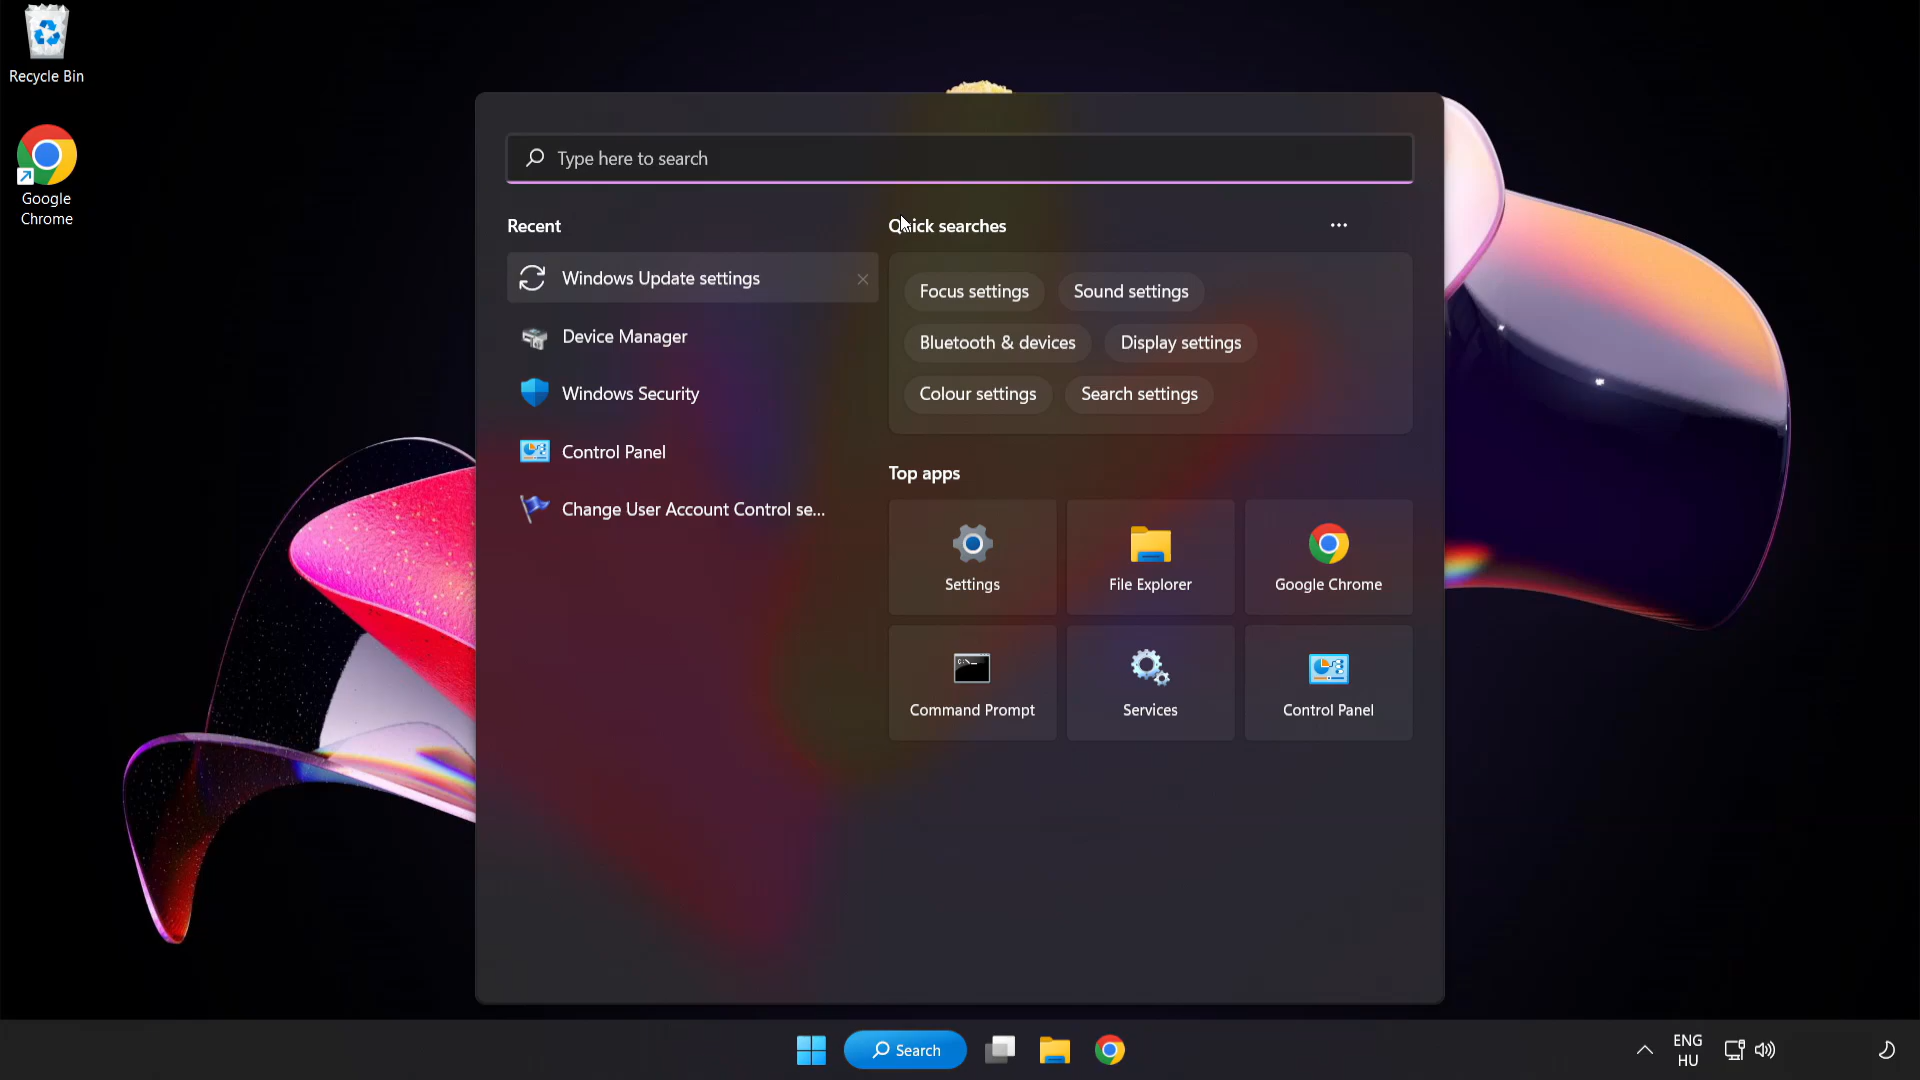 Recycle Bin
Google
Chrome
Type here to search
Recent
Quick searches
Windows Update settings
Device Manager
Windows Security
Control Panel
Change User Account Control se...
Focus settings
Sound settings
Bluetooth & devices
Display settings
Colour settings
Search settings
Top apps
Settings
File Explorer
Google Chrome
Command Prompt
Services
Control Panel
Search
ENG
HU